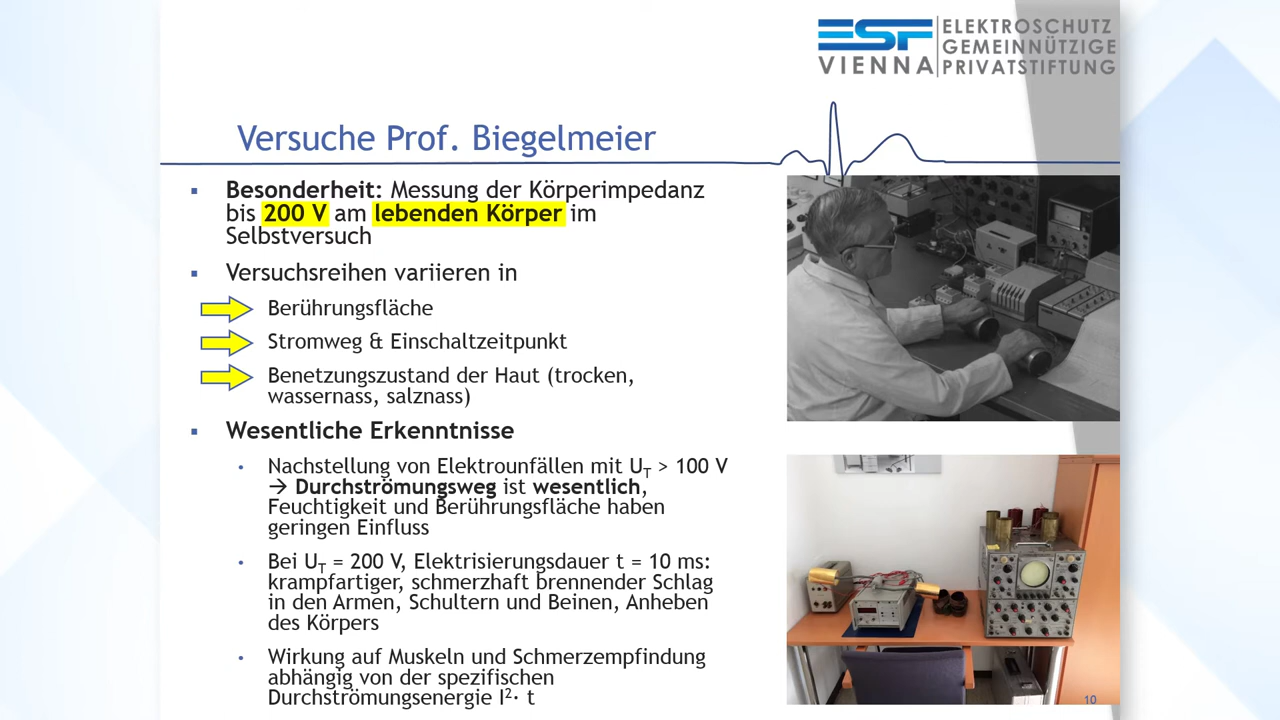 ESF
VIENNA
ELEKTROSCHUTZ
GEMEINNÜTZIGE
PRIVATSTIFTUNG
Versuche Prof. Biegelmeier
▪ Besonderheit: Messung der Körperimpedanz
bis 200 V am lebenden Körper im
Selbstversuch
▪ Versuchsreihen variieren in
Berührungsfläche
Stromweg & Einschaltzeitpunkt
Benetzungszustand der Haut (trocken,
wassernass, salznass)
▪ Wesentliche Erkenntnisse
• Nachstellung von Elektrounfällen mit U_T > 100 V
→ Durchströmungsweg ist wesentlich,
Feuchtigkeit und Berührungsfläche haben
geringen Einfluss
• Bei U_T = 200 V, Elektrisierungsdauer t = 10 ms:
krampfartiger, schmerzhaft brennender Schlag
in den Armen, Schultern und Beinen, Anheben
des Körpers
• Wirkung auf Muskeln und Schmerzempfindung
abhängig von der spezifischen
Durchströmungsenergie I²· t
10